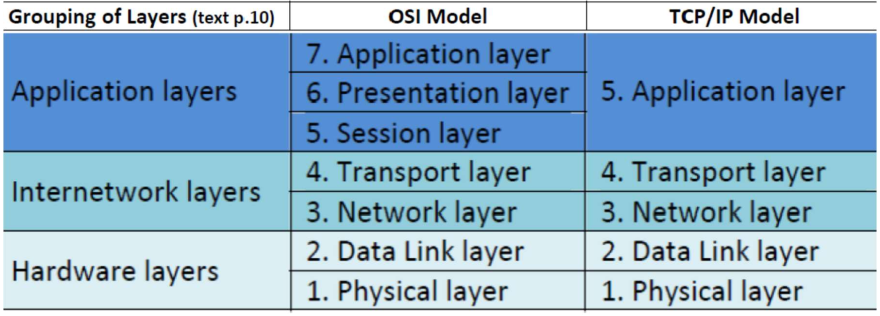 Grouping of Layers (text p.10) OSI Model TCP/IP Model
Application layers 7. Application layer 5. Application layer
6. Presentation layer
5. Session layer
Internetwork layers 4. Transport layer 4. Transport layer
3. Network layer 3. Network layer
Hardware layers 2. Data Link layer 2. Data Link layer
1. Physical layer 1. Physical layer